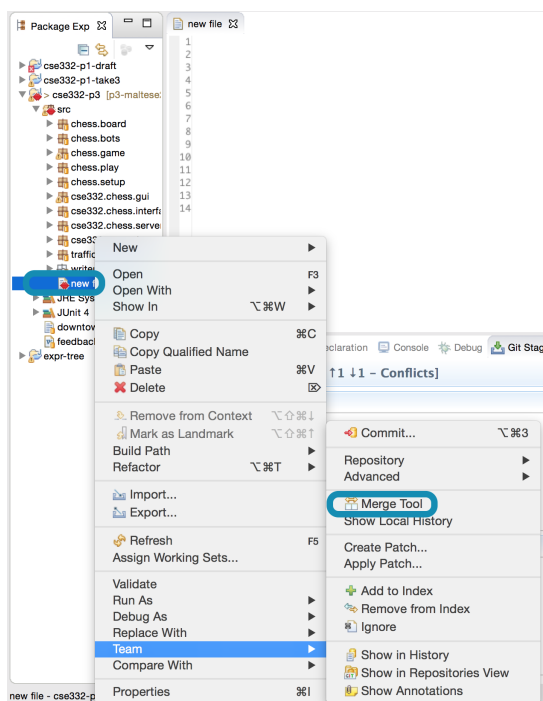 Package Exp
new file
1
2
3
4
5
6
7
8
9
10
11
12
13
14
cse332-p1-draft
cse332-p1-take3
> cse332-p3 [p3-maltese
src
chess.board
chess.bots
chess.game
chess.play
chess.setup
cse332.chess.gui
cse332.chess.interfa
cse332.chess.serve
cse33
traffic
write
new f
JRE Sys
JUnit 4
downtow
feedbac
expr-tree
New
Open F3
Open With
Show In ⌥⌘W
Copy ⌘C
Copy Qualified Name
Paste ⌘V
Delete ⌦
Remove from Context ⌥⇧⌘↓
Mark as Landmark ⌥⇧⌘↑
Build Path
Refactor ⌥⌘T
Import...
Export...
Refresh F5
Assign Working Sets...
Validate
Run As
Debug As
Replace With
Team
Compare With
Properties ⌘I
eclaration Console Debug Git Stag
↑1 ↓1 – Conflicts]
Commit... ⌥⌘3
Repository
Advanced
Merge Tool
Show Local History
Create Patch...
Apply Patch...
Add to Index
Remove from Index
Ignore
Show in History
Show in Repositories View
Show Annotations
new file - cse332-p